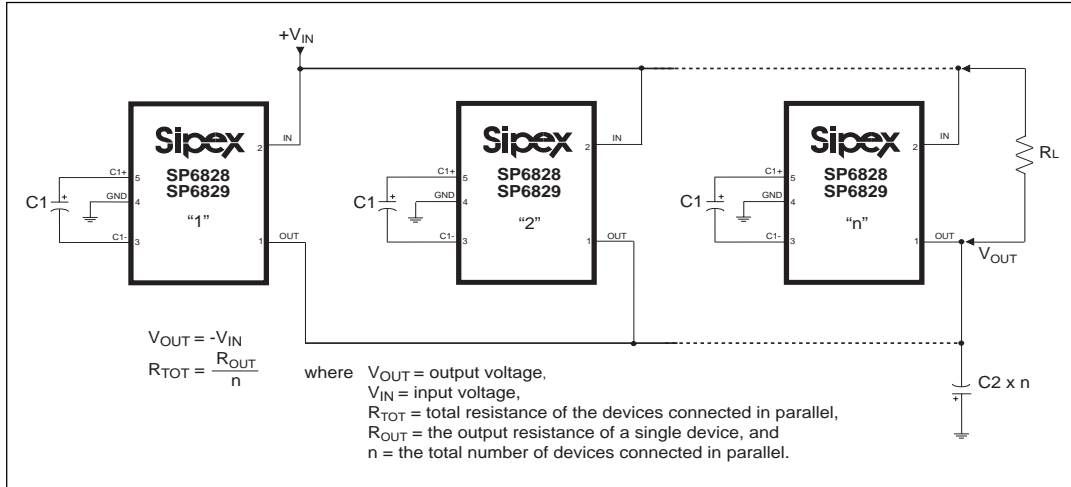 +VIN
Sipex
SP6828
SP6829
"1"
IN
2
C1+
5
GND
4
C1-
3
OUT
1
C1
+
Sipex
SP6828
SP6829
"2"
IN
2
C1+
5
GND
4
C1-
3
OUT
1
C1
+
Sipex
SP6828
SP6829
"n"
IN
2
C1+
5
GND
4
C1-
3
OUT
1
C1
+
RL
VOUT
C2 x n
+
VOUT = -VIN
RTOT = ROUT
n
where VOUT = output voltage,
VIN = input voltage,
RTOT = total resistance of the devices connected in parallel,
ROUT = the output resistance of a single device, and
n = the total number of devices connected in parallel.